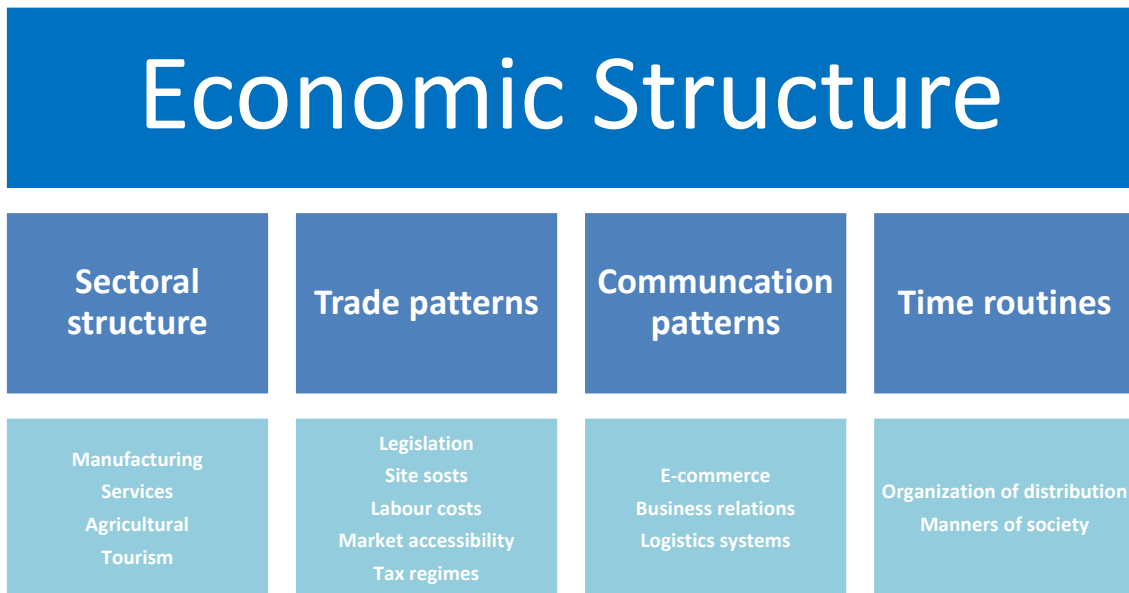 Economic Structure
Sectoral
structure
Trade patterns
Communcation
patterns
Time routines
Manufacturing
Services
Agricultural
Tourism
Legislation
Site sosts
Labour costs
Market accessibility
Tax regimes
E-commerce
Business relations
Logistics systems
Organization of distribution
Manners of society